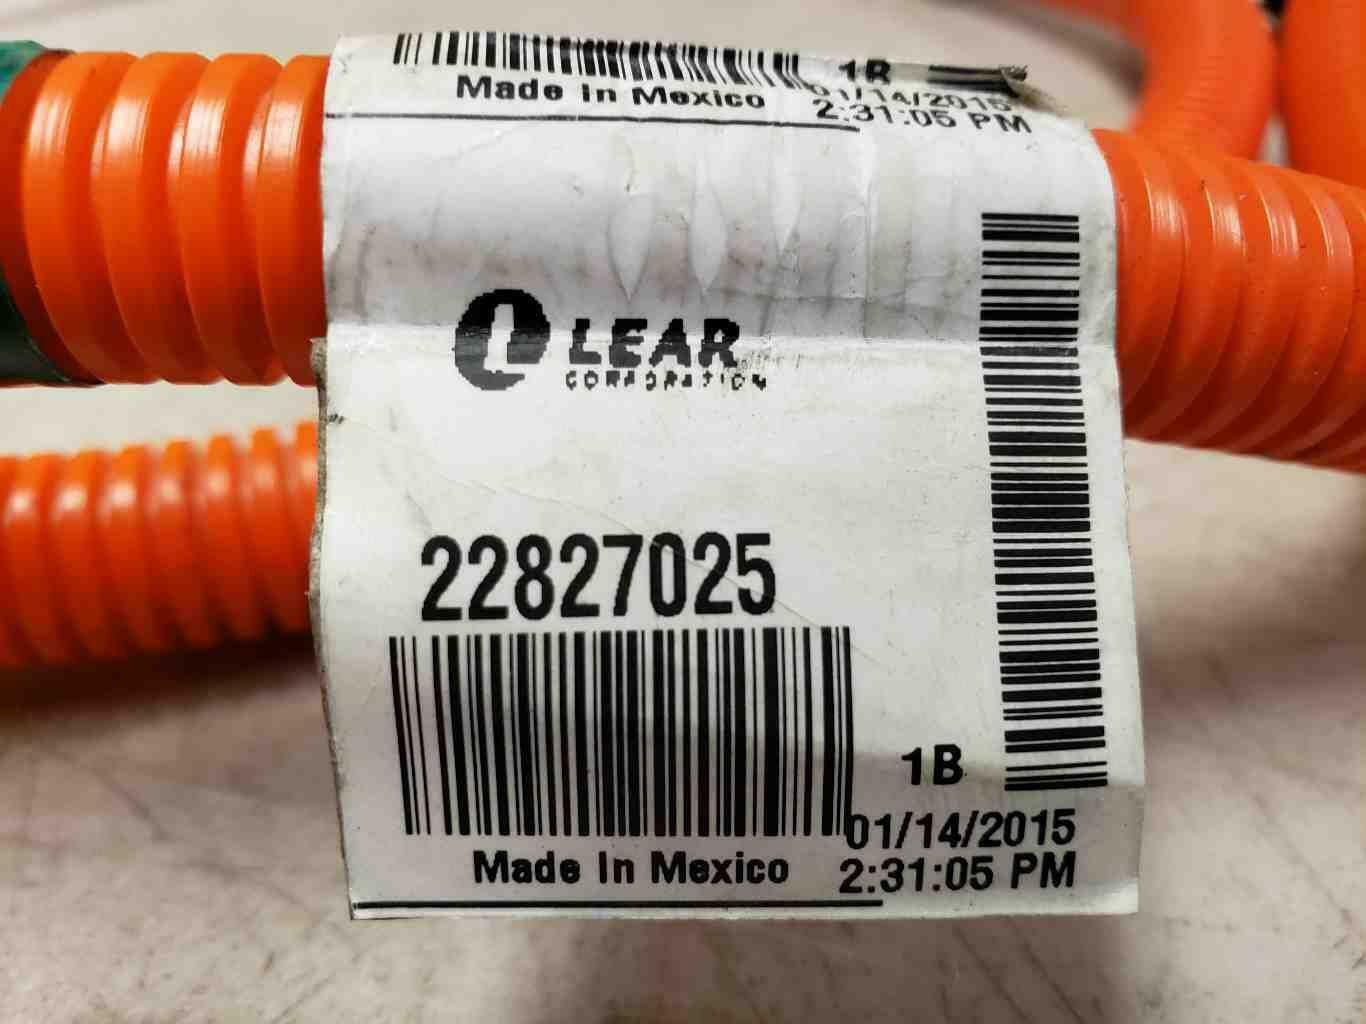 1B
Made In Mexico
01/14/2015
2:31:05 PM
LEAR
CORPORATION
22827025
1B
01/14/2015
Made In Mexico
2:31:05 PM